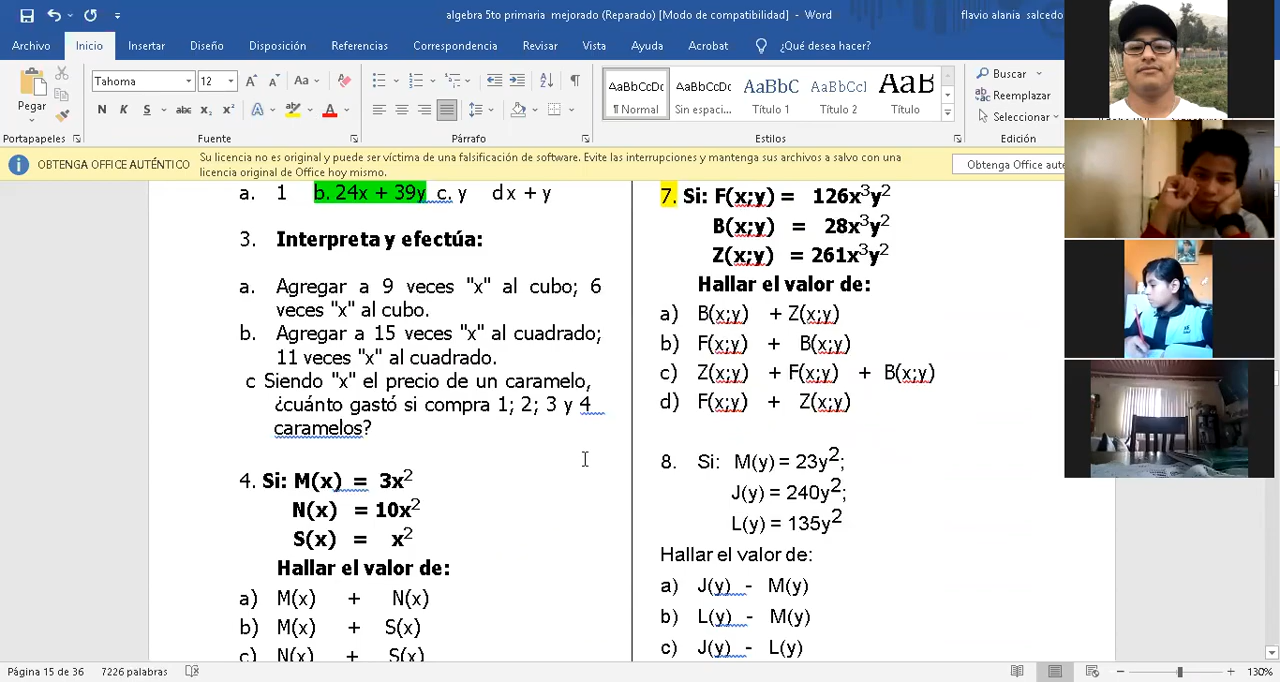 algebra 5to primaria mejorado (Reparado) [Modo de compatibilidad] - Word
flavio alania salcedo
Archivo Inicio Insertar Diseño Disposición Referencias Correspondencia Revisar Vista Ayuda Acrobat ¿Qué desea hacer?
Pegar
Tahoma 12
N K S abc x₂ x²
Portapapeles Fuente Párrafo Estilos Edición
AaBbCcDc AaBbCcDc AaBbC AaBbCcl AaB
¶ Normal Sin espaci... Título 1 Título 2 Título
Buscar
Reemplazar
Seleccionar
OBTENGA OFFICE AUTÉNTICO Su licencia no es original y puede ser víctima de una falsificación de software. Evite las interrupciones y mantenga sus archivos a salvo con una
licencia original de Office hoy mismo.
Obtenga Office auté
a. 1 b. 24x + 39y c. y d x + y
3. Interpreta y efectúa:
a. Agregar a 9 veces "x" al cubo; 6
veces "x" al cubo.
b. Agregar a 15 veces "x" al cuadrado;
11 veces "x" al cuadrado.
c Siendo "x" el precio de un caramelo,
¿cuánto gastó si compra 1; 2; 3 y 4
caramelos?
4. Si: M(x) = 3x²
N(x) = 10x²
S(x) = x²
Hallar el valor de:
a) M(x) + N(x)
b) M(x) + S(x)
c) N(x) + S(x)
7. Si: F(x;y) = 126x³y²
B(x;y) = 28x³y²
Z(x;y) = 261x³y²
Hallar el valor de:
a) B(x;y) + Z(x;y)
b) F(x;y) + B(x;y)
c) Z(x;y) + F(x;y) + B(x;y)
d) F(x;y) + Z(x;y)
8. Si: M(y) = 23y²;
J(y) = 240y²;
L(y) = 135y²
Hallar el valor de:
a) J(y) - M(y)
b) L(y) - M(y)
c) J(y) - L(y)
Página 15 de 36 7226 palabras 130%